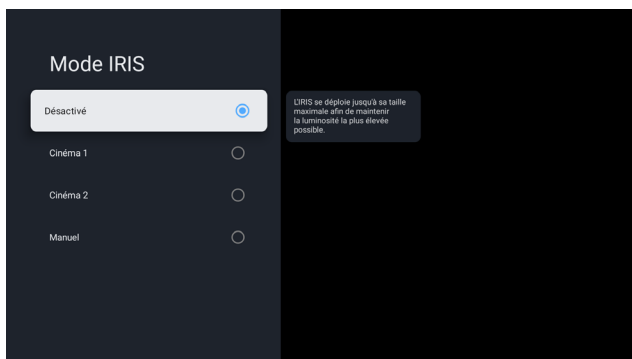 Mode IRIS
Désactivé
L'IRIS se déploie jusqu'à sa taille
maximale afin de maintenir
la luminosité la plus élevée
possible.
Cinéma 1
Cinéma 2
Manuel